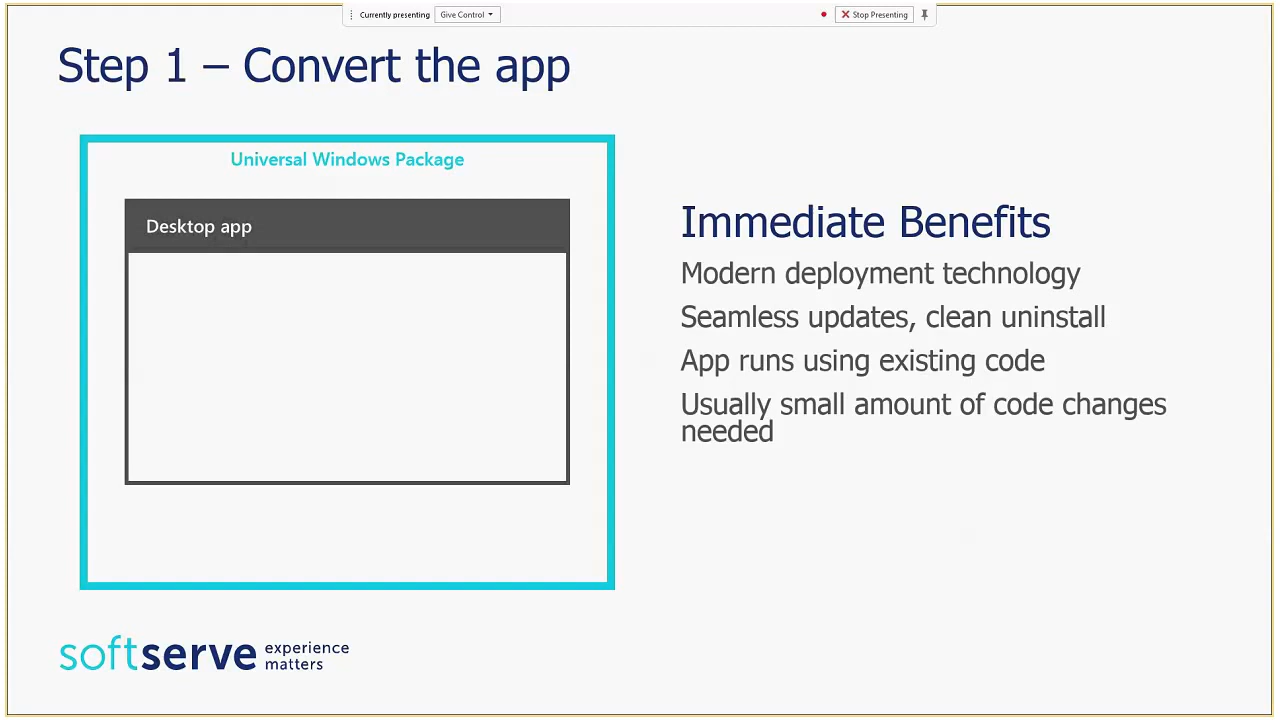 Currently presenting Give Control Stop Presenting
Step 1 – Convert the app
Universal Windows Package
Desktop app
Immediate Benefits
Modern deployment technology
Seamless updates, clean uninstall
App runs using existing code
Usually small amount of code changes
needed
softserve experience
matters